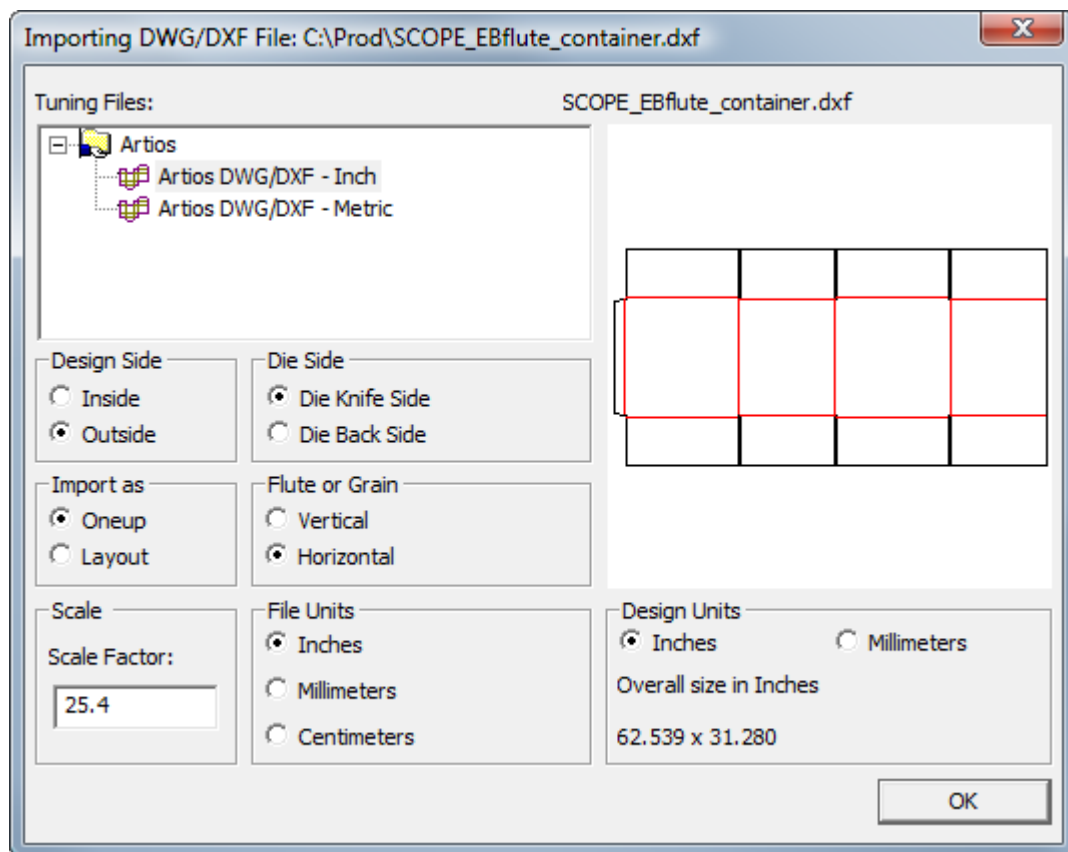 Importing DWG/DXF File: C:\Prod\SCOPE_EBflute_container.dxf
Tuning Files:
SCOPE_EBflute_container.dxf
Artios
Artios DWG/DXF - Inch
Artios DWG/DXF - Metric
Design Side
Inside
Outside
Die Side
Die Knife Side
Die Back Side
Import as
Oneup
Layout
Flute or Grain
Vertical
Horizontal
Scale
Scale Factor:
25.4
File Units
Inches
Millimeters
Centimeters
Design Units
Inches
Millimeters
Overall size in Inches
62.539 x 31.280
OK